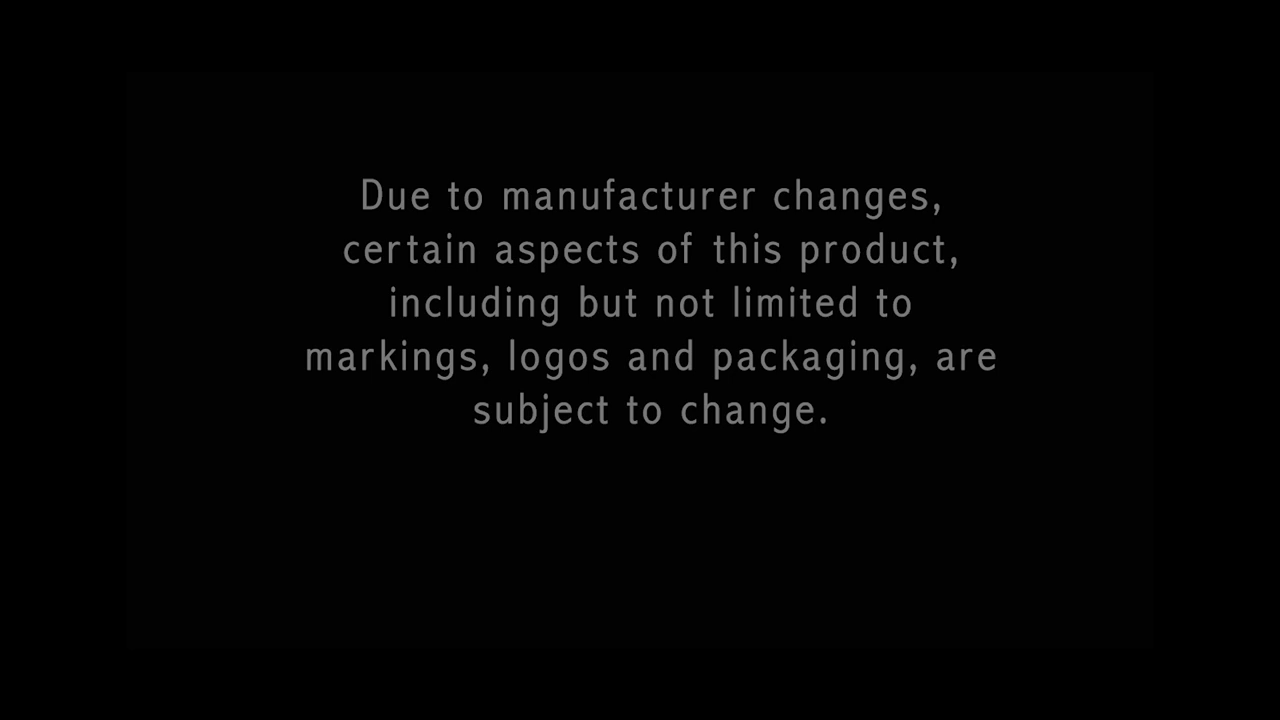 Due to manufacturer changes,
certain aspects of this product,
including but not limited to
markings, logos and packaging, are
subject to change.